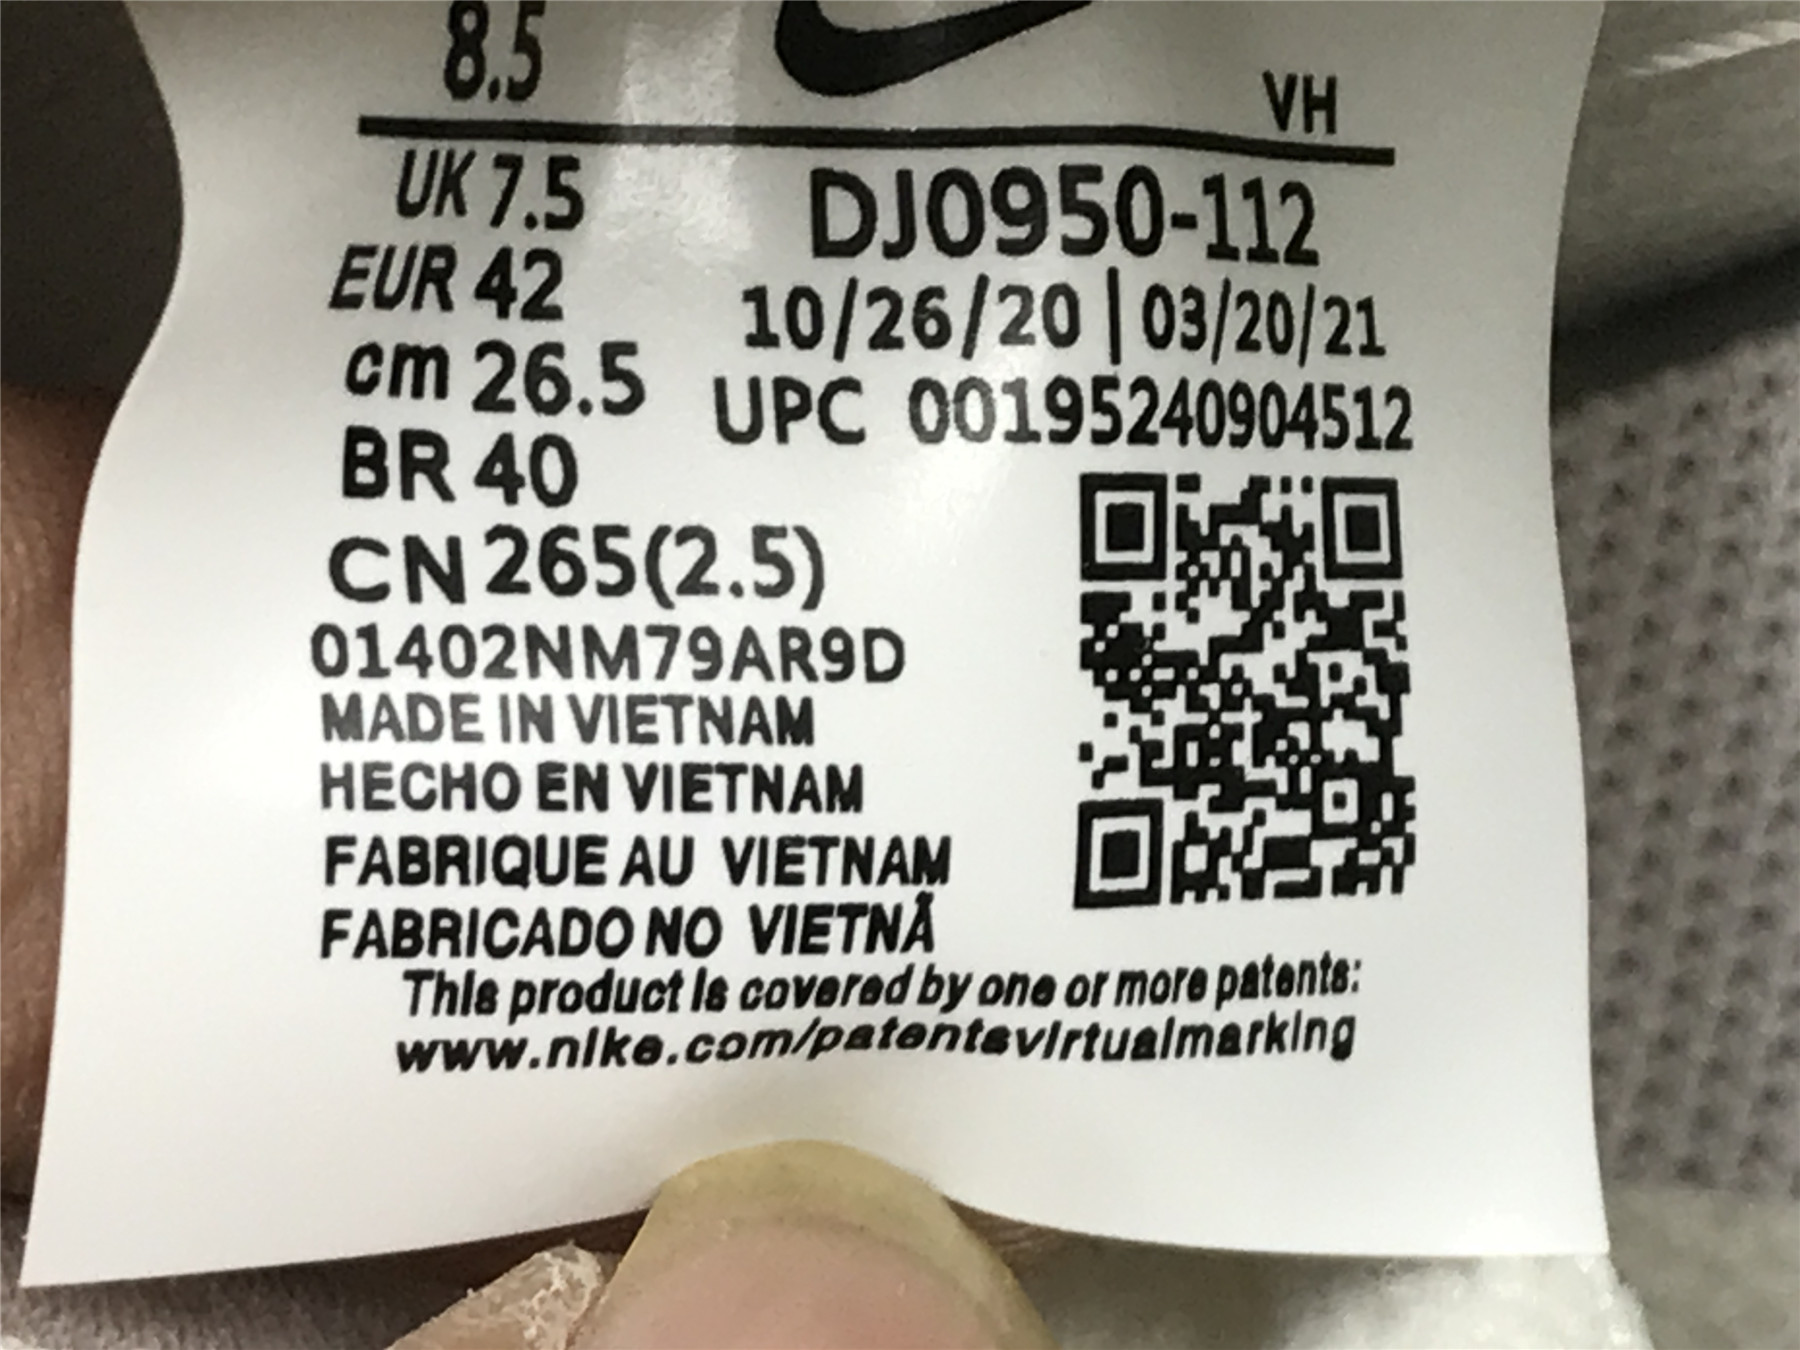 8.5
VH
UK 7.5
EUR 42
cm 26.5
BR 40
CN 265(2.5)
DJ0950-112
10/26/20 | 03/20/21
UPC 00195240904512
01402NM79AR9D
MADE IN VIETNAM
HECHO EN VIETNAM
FABRIQUE AU VIETNAM
FABRICADO NO VIETNÃ
This product is covered by one or more patents:
www.nike.com/patentsvirtualmarking